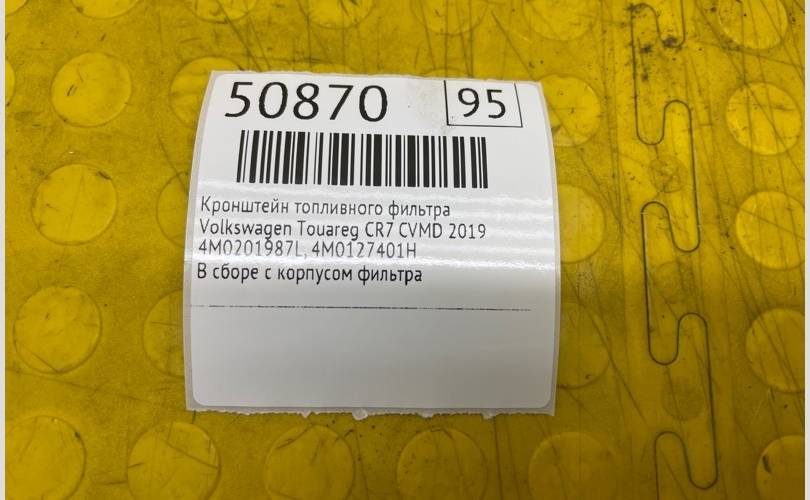 50870 95
Кронштейн топливного фильтра
Volkswagen Touareg CR7 CVMD 2019
4M0201987L, 4M0127401H
В сборе с корпусом фильтра